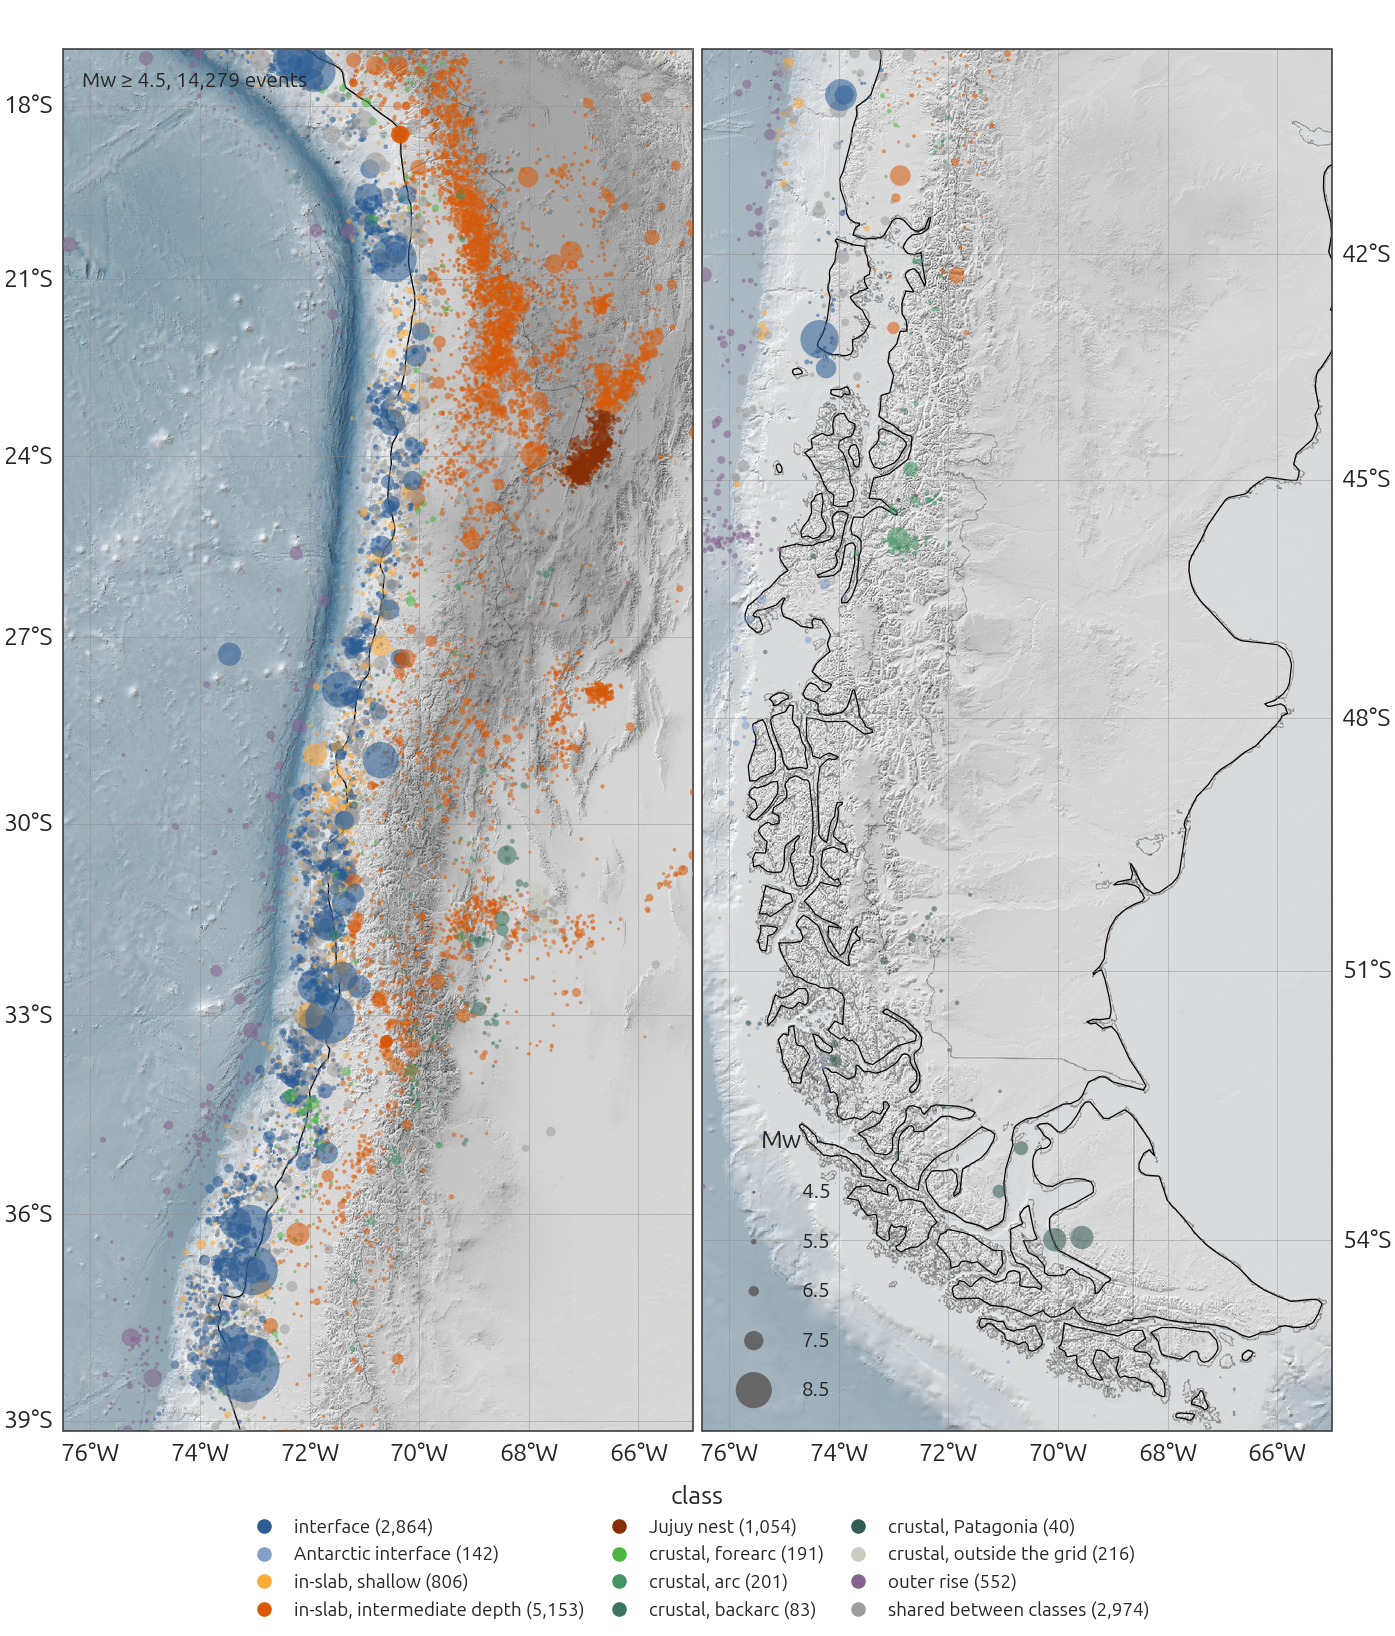 Mw ≥ 4.5, 14,279 events
18°S
21°S
24°S
27°S
30°S
33°S
36°S
39°S
76°W
74°W
72°W
70°W
68°W
66°W
42°S
45°S
48°S
51°S
54°S
Mw
4.5
5.5
6.5
7.5
8.5
76°W
74°W
72°W
70°W
68°W
66°W
class
interface (2,864)
Antarctic interface (142)
in-slab, shallow (806)
in-slab, intermediate depth (5,153)
Jujuy nest (1,054)
crustal, forearc (191)
crustal, arc (201)
crustal, backarc (83)
crustal, Patagonia (40)
crustal, outside the grid (216)
outer rise (552)
shared between classes (2,974)